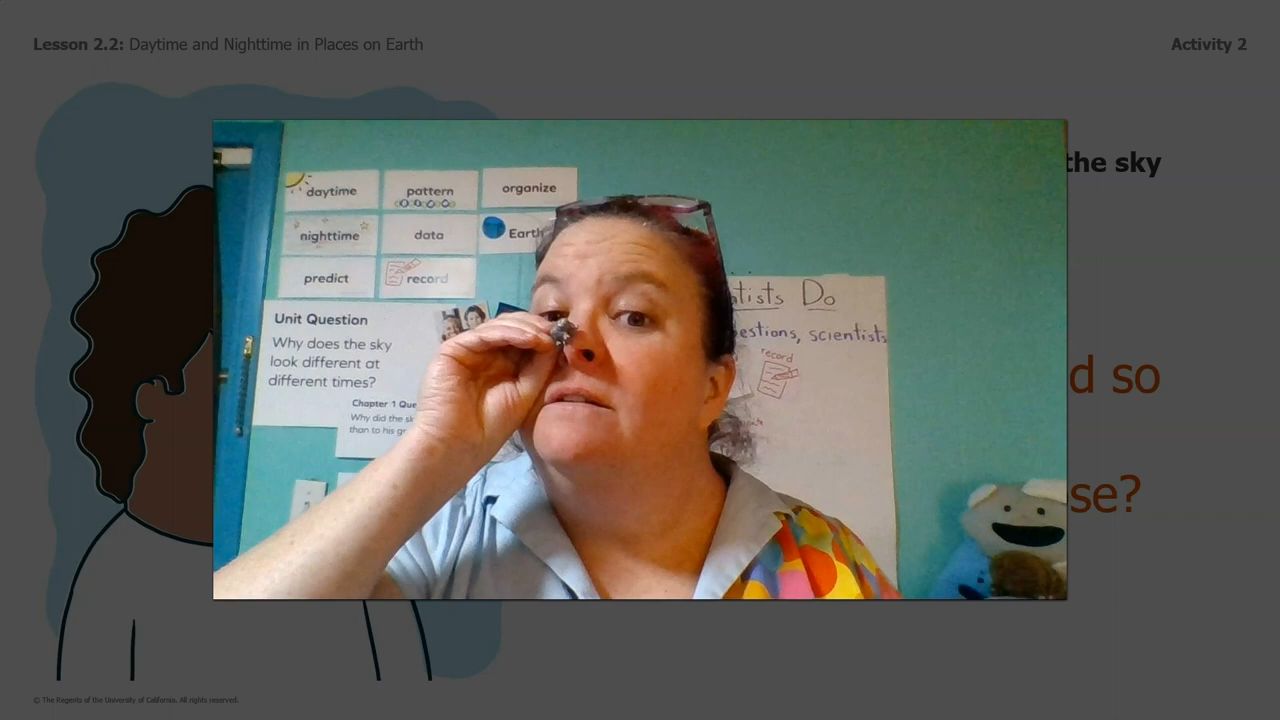 Lesson 2.2: Daytime and Nighttime in Places on Earth
Activity 2
the sky
d so
se?
daytime
pattern
organize
nighttime
data
Earth
predict
record
Unit Question
Why does the sky
look different at
different times?
Chapter 1 Que
Why did the sk
than to his gr
ntists Do
estions, scientists
record
© The Regents of the University of California. All rights reserved.